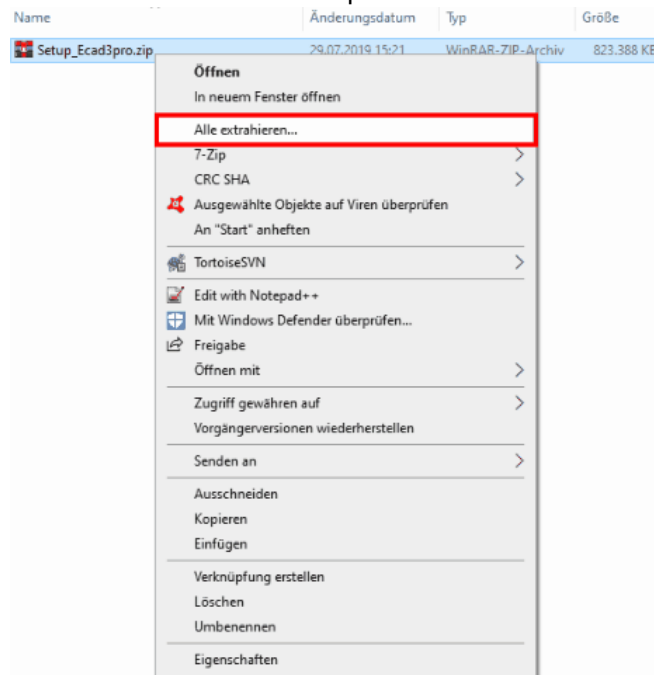 Name Änderungsdatum Typ Größe
Setup_Ecad3pro.zip 29.07.2019 15:21 WinRAR-ZIP-Archiv 823.388 KB
Öffnen
In neuem Fenster öffnen
Alle extrahieren...
7-Zip
CRC SHA
Ausgewählte Objekte auf Viren überprüfen
An "Start" anheften
TortoiseSVN
Edit with Notepad++
Mit Windows Defender überprüfen...
Freigabe
Öffnen mit
Zugriff gewähren auf
Vorgängerversionen wiederherstellen
Senden an
Ausschneiden
Kopieren
Einfügen
Verknüpfung erstellen
Löschen
Umbenennen
Eigenschaften